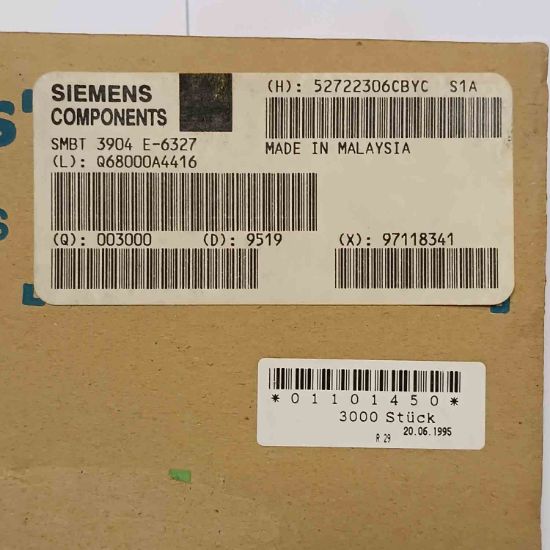 SIEMENS
COMPONENTS
(H): 52722306CBYC S1A
SMBT 3904 E-6327
MADE IN MALAYSIA
(L): Q68000A4416
(Q): 003000 (D): 9519 (X): 97118341
*01101450*
3000 Stück
R 29 20.06.1995